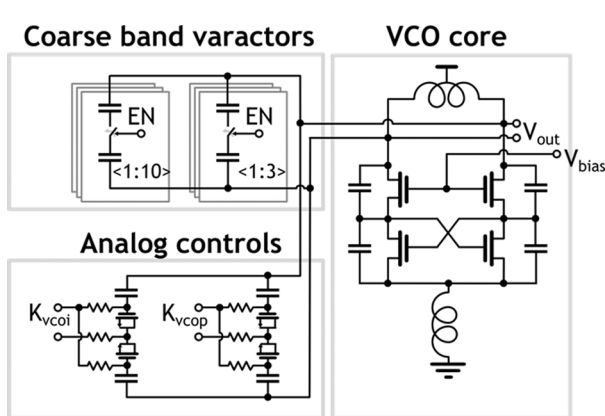 Coarse band varactors
VCO core
EN
EN
<1:10>
<1:3>
Vout
Vbias
Analog controls
Kvcoi
Kvcop